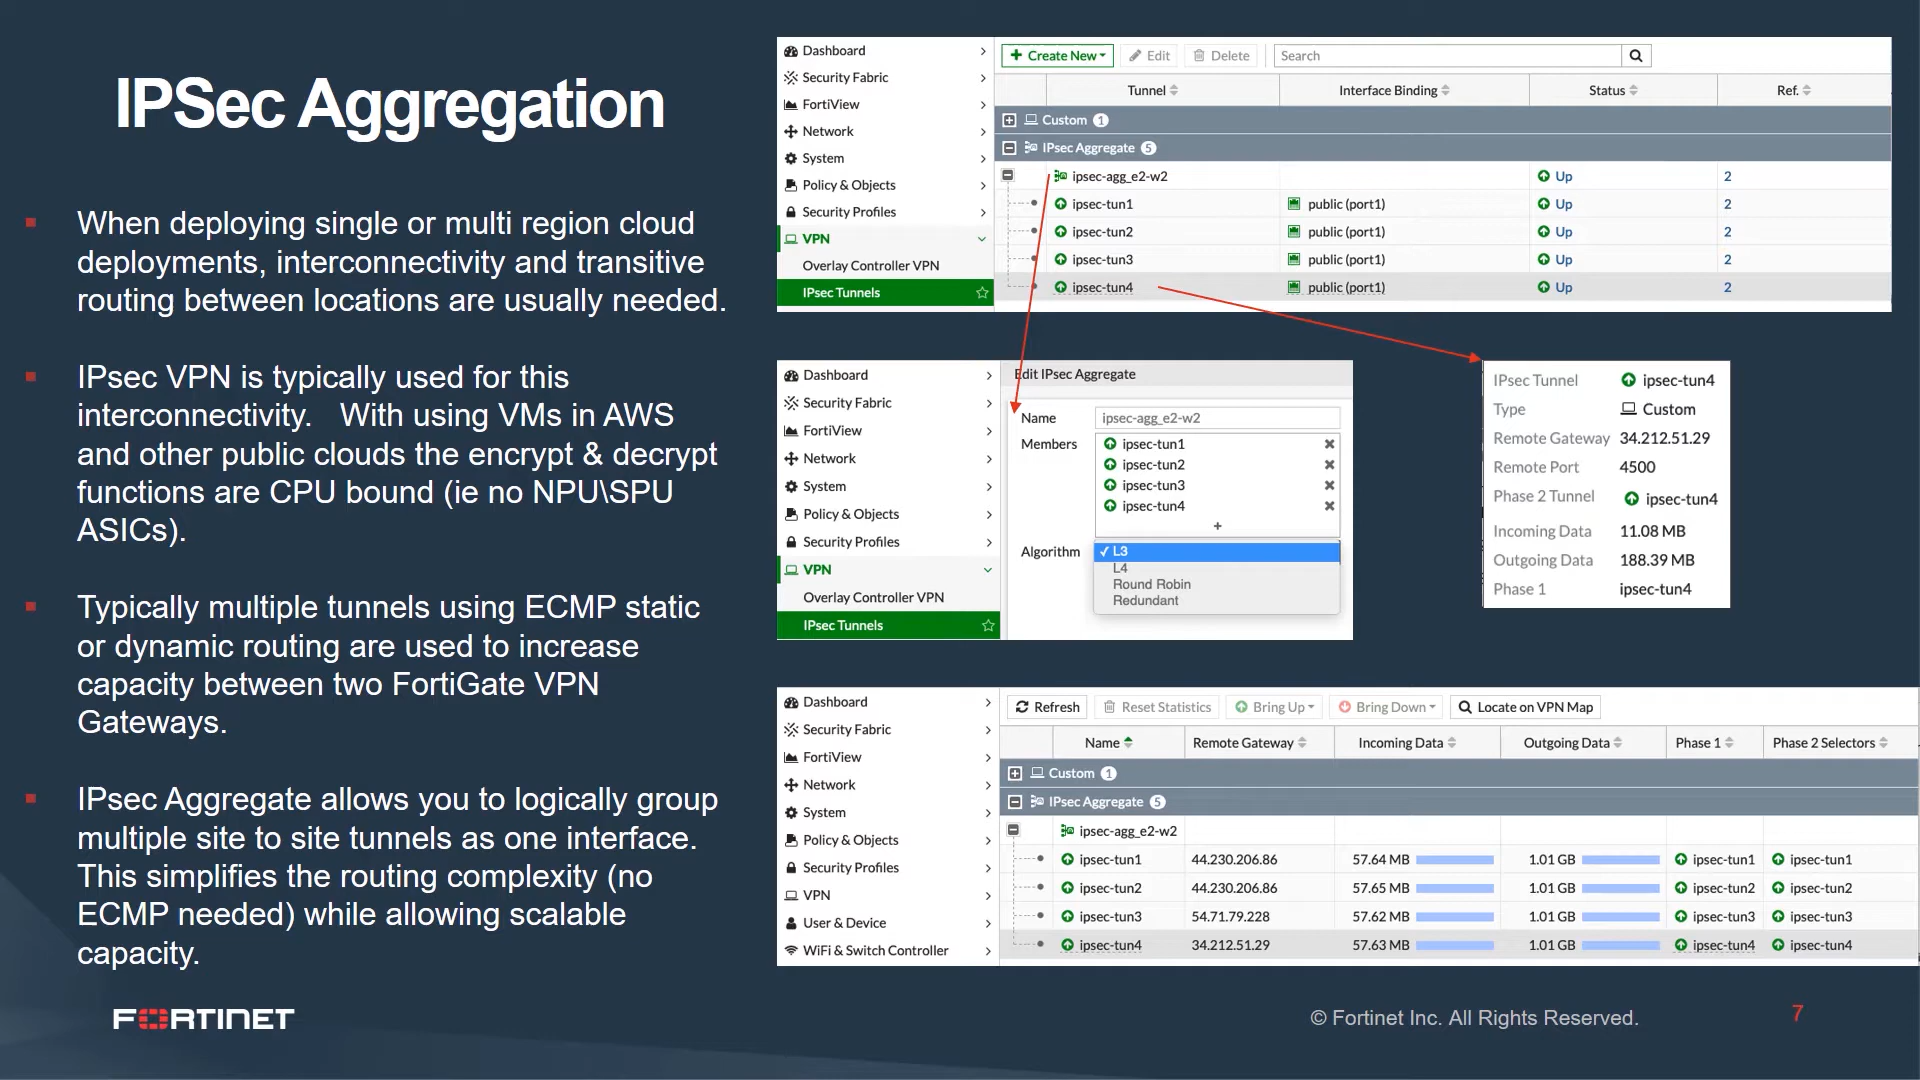 IPSec Aggregation
When deploying single or multi region cloud
deployments, interconnectivity and transitive
routing between locations are usually needed.
IPsec VPN is typically used for this
interconnectivity.   With using VMs in AWS
and other public clouds the encrypt & decrypt
functions are CPU bound (ie no NPU\SPU
ASICs).
Typically multiple tunnels using ECMP static
or dynamic routing are used to increase
capacity between two FortiGate VPN
Gateways.
IPsec Aggregate allows you to logically group
multiple site to site tunnels as one interface.
This simplifies the routing complexity (no
ECMP needed) while allowing scalable
capacity.
Dashboard
Security Fabric
FortiView
Network
System
Policy & Objects
Security Profiles
VPN
Overlay Controller VPN
IPsec Tunnels
Create New Edit Delete Search
Tunnel Interface Binding Status Ref.
Custom 1
IPsec Aggregate 5
ipsec-agg_e2-w2 Up 2
ipsec-tun1 public (port1) Up 2
ipsec-tun2 public (port1) Up 2
ipsec-tun3 public (port1) Up 2
ipsec-tun4 public (port1) Up 2
Dashboard
Security Fabric
FortiView
Network
System
Policy & Objects
Security Profiles
VPN
Overlay Controller VPN
IPsec Tunnels
Edit IPsec Aggregate
Name ipsec-agg_e2-w2
Members ipsec-tun1
ipsec-tun2
ipsec-tun3
ipsec-tun4
+
Algorithm ✓ L3
L4
Round Robin
Redundant
IPsec Tunnel ipsec-tun4
Type Custom
Remote Gateway 34.212.51.29
Remote Port 4500
Phase 2 Tunnel ipsec-tun4
Incoming Data 11.08 MB
Outgoing Data 188.39 MB
Phase 1 ipsec-tun4
Dashboard
Security Fabric
FortiView
Network
System
Policy & Objects
Security Profiles
VPN
User & Device
WiFi & Switch Controller
Refresh Reset Statistics Bring Up Bring Down Locate on VPN Map
Name Remote Gateway Incoming Data Outgoing Data Phase 1 Phase 2 Selectors
Custom 1
IPsec Aggregate 5
ipsec-agg_e2-w2
ipsec-tun1 44.230.206.86 57.64 MB 1.01 GB ipsec-tun1 ipsec-tun1
ipsec-tun2 44.230.206.86 57.65 MB 1.01 GB ipsec-tun2 ipsec-tun2
ipsec-tun3 54.71.79.228 57.62 MB 1.01 GB ipsec-tun3 ipsec-tun3
ipsec-tun4 34.212.51.29 57.63 MB 1.01 GB ipsec-tun4 ipsec-tun4
FORTINET
© Fortinet Inc. All Rights Reserved.
7